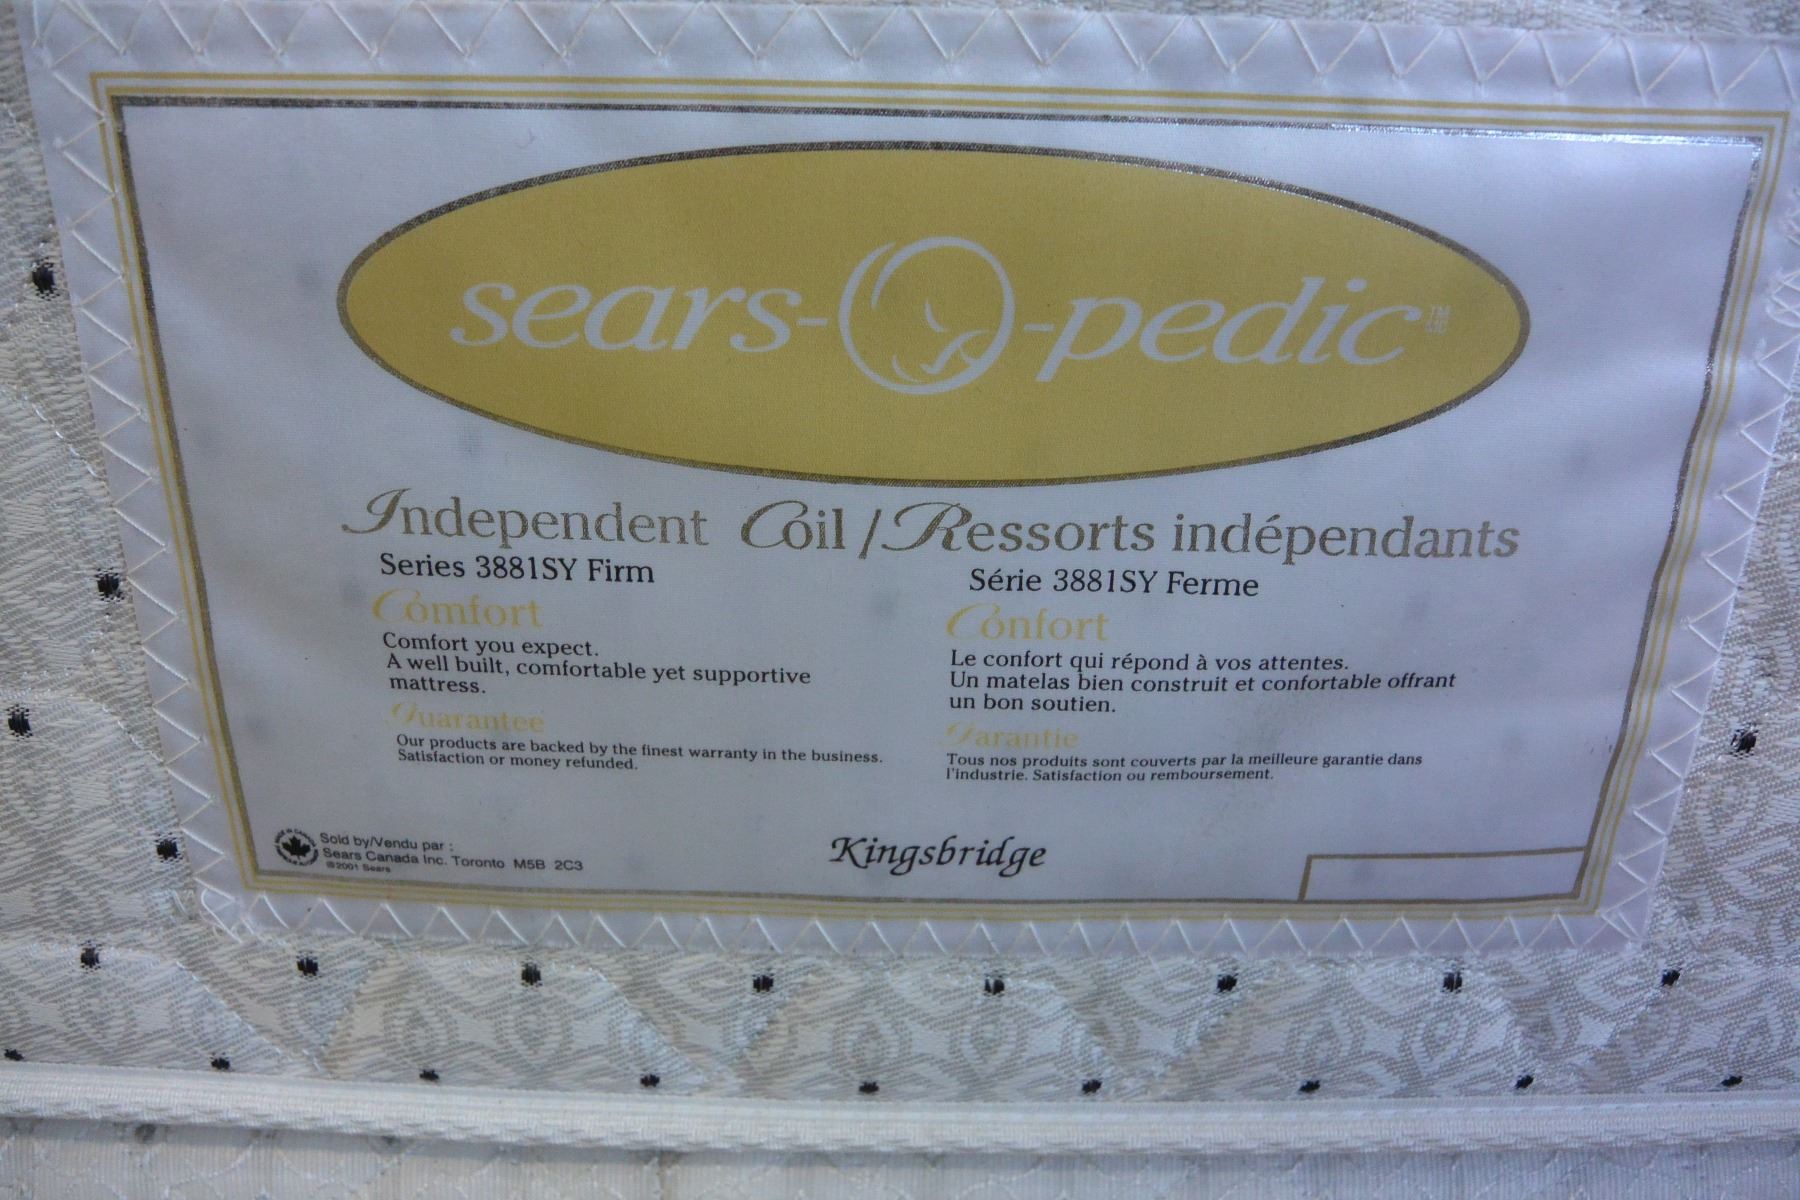 sears-O-pedic™
Independent Coil / Ressorts indépendants
Series 3881SY Firm
Comfort
Comfort you expect.
A well built, comfortable yet supportive
mattress.
Guarantee
Our products are backed by the finest warranty in the business.
Satisfaction or money refunded.
Série 3881SY Ferme
Confort
Le confort qui répond à vos attentes.
Un matelas bien construit et confortable offrant
un bon soutien.
Garantie
Tous nos produits sont couverts par la meilleure garantie dans
l'industrie. Satisfaction ou remboursement.
Sold by/Vendu par :
Sears Canada Inc. Toronto M5B 2C3
©2001 Sears
Kingsbridge